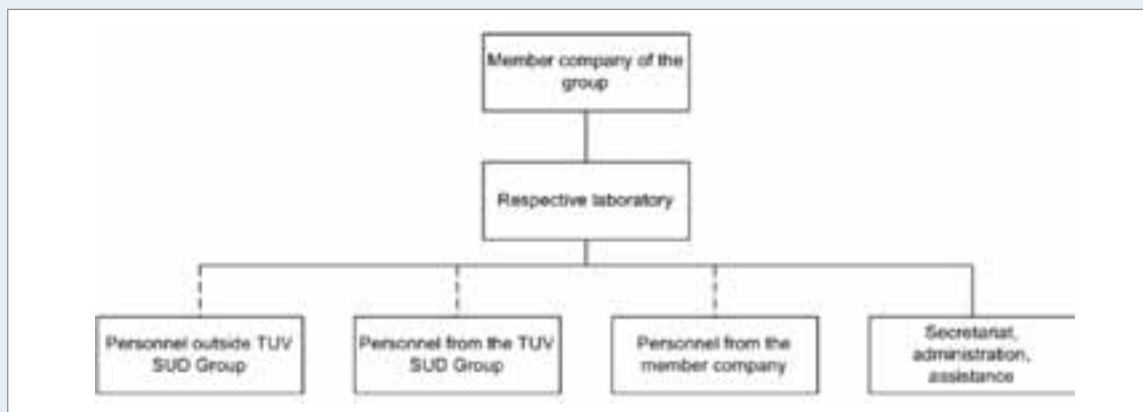 Member company of the
group
Respective laboratory
Personnel outside TUV
SUD Group
Personnel from the TUV
SUD Group
Personnel from the
member company
Secretariat,
administration,
assistance